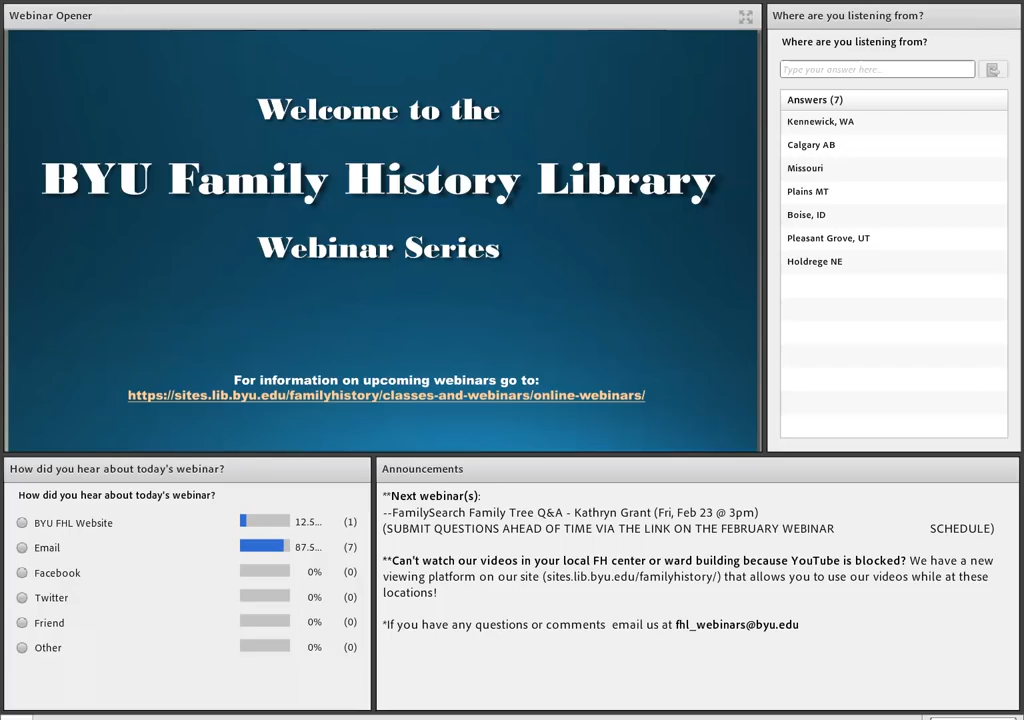 Webinar Opener
Welcome to the
BYU Family History Library
Webinar Series
For information on upcoming webinars go to:
https://sites.lib.byu.edu/familyhistory/classes-and-webinars/online-webinars/
Where are you listening from?
Where are you listening from?
Type your answer here...
Answers (7)
Kennewick, WA
Calgary AB
Missouri
Plains MT
Boise, ID
Pleasant Grove, UT
Holdrege NE
How did you hear about today's webinar?
How did you hear about today's webinar?
BYU FHL Website 12.5... (1)
Email 87.5... (7)
Facebook 0% (0)
Twitter 0% (0)
Friend 0% (0)
Other 0% (0)
Announcements
**Next webinar(s):
--FamilySearch Family Tree Q&A - Kathryn Grant (Fri, Feb 23 @ 3pm)
(SUBMIT QUESTIONS AHEAD OF TIME VIA THE LINK ON THE FEBRUARY WEBINAR SCHEDULE)
**Can't watch our videos in your local FH center or ward building because YouTube is blocked? We have a new
viewing platform on our site (sites.lib.byu.edu/familyhistory/) that allows you to use our videos while at these
locations!
*If you have any questions or comments email us at fhl_webinars@byu.edu